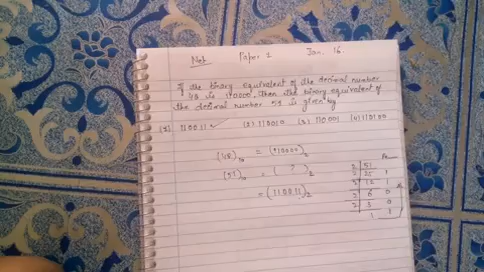 Net Paper 2 Jan. 16
If the binary equivalent of the decimal number
48 is 110000, then the binary equivalent of
the decimal number 51 is given by
(1) 110011 ✓ (2) 110010 (3) 110001 (4) 110100
(48)₁₀ = (110000)₂
(51)₁₀ = ( ? )₂
= (110011)₂
2 51
2 25 1
2 12 1
2 6 0
2 3 0
1 1